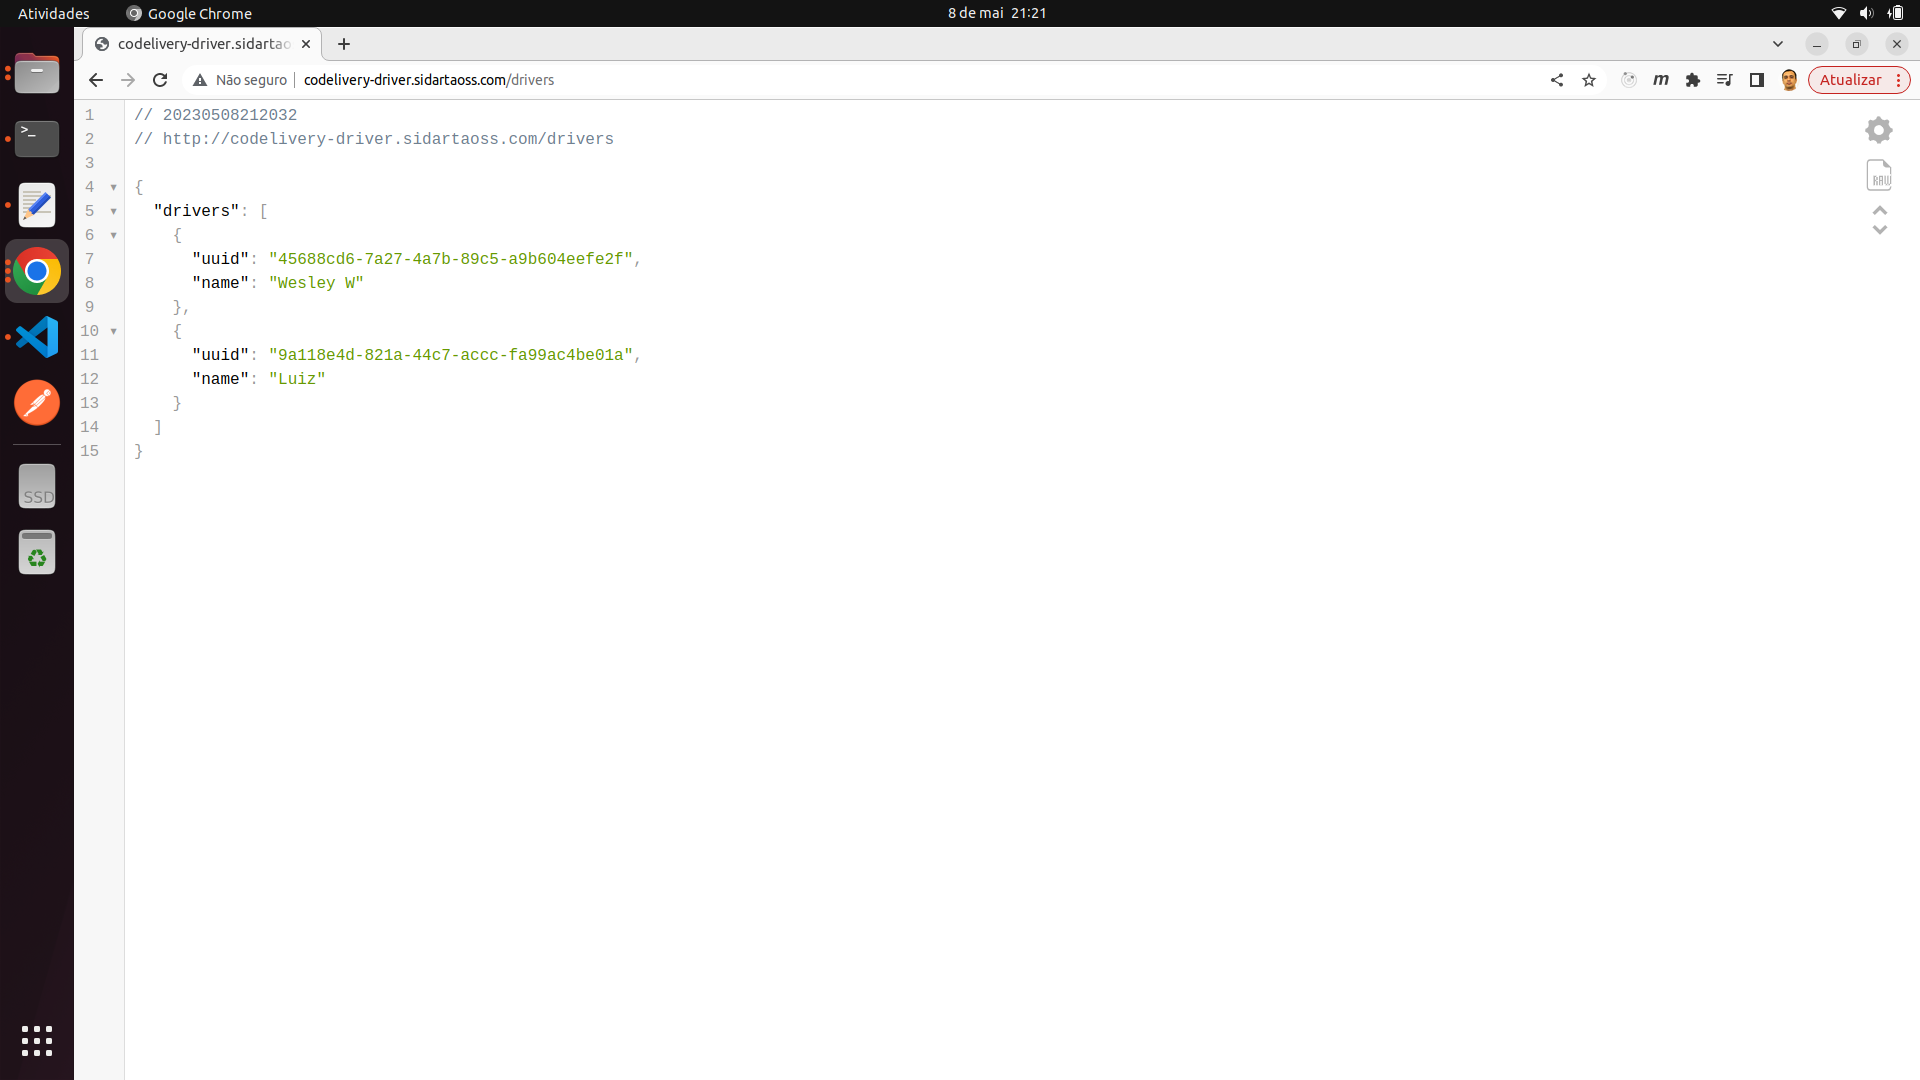 Atividades
Google Chrome
8 de mai 21:21
codelivery-driver.sidartao
Não seguro
codelivery-driver.sidartaoss.com/drivers
Atualizar
1 // 20230508212032
2 // http://codelivery-driver.sidartaoss.com/drivers
3
4 {
5 "drivers": [
6 {
7 "uuid": "45688cd6-7a27-4a7b-89c5-a9b604eefe2f",
8 "name": "Wesley W"
9 },
10 {
11 "uuid": "9a118e4d-821a-44c7-accc-fa99ac4be01a",
12 "name": "Luiz"
13 }
14 ]
15 }
RAW
m
>_
SSD